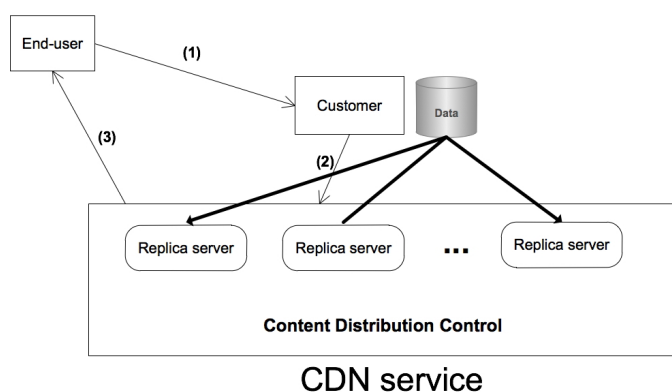 End-user
(1)
Customer
Data
(3)
(2)
Replica server
Replica server
...
Replica server
Content Distribution Control
CDN service